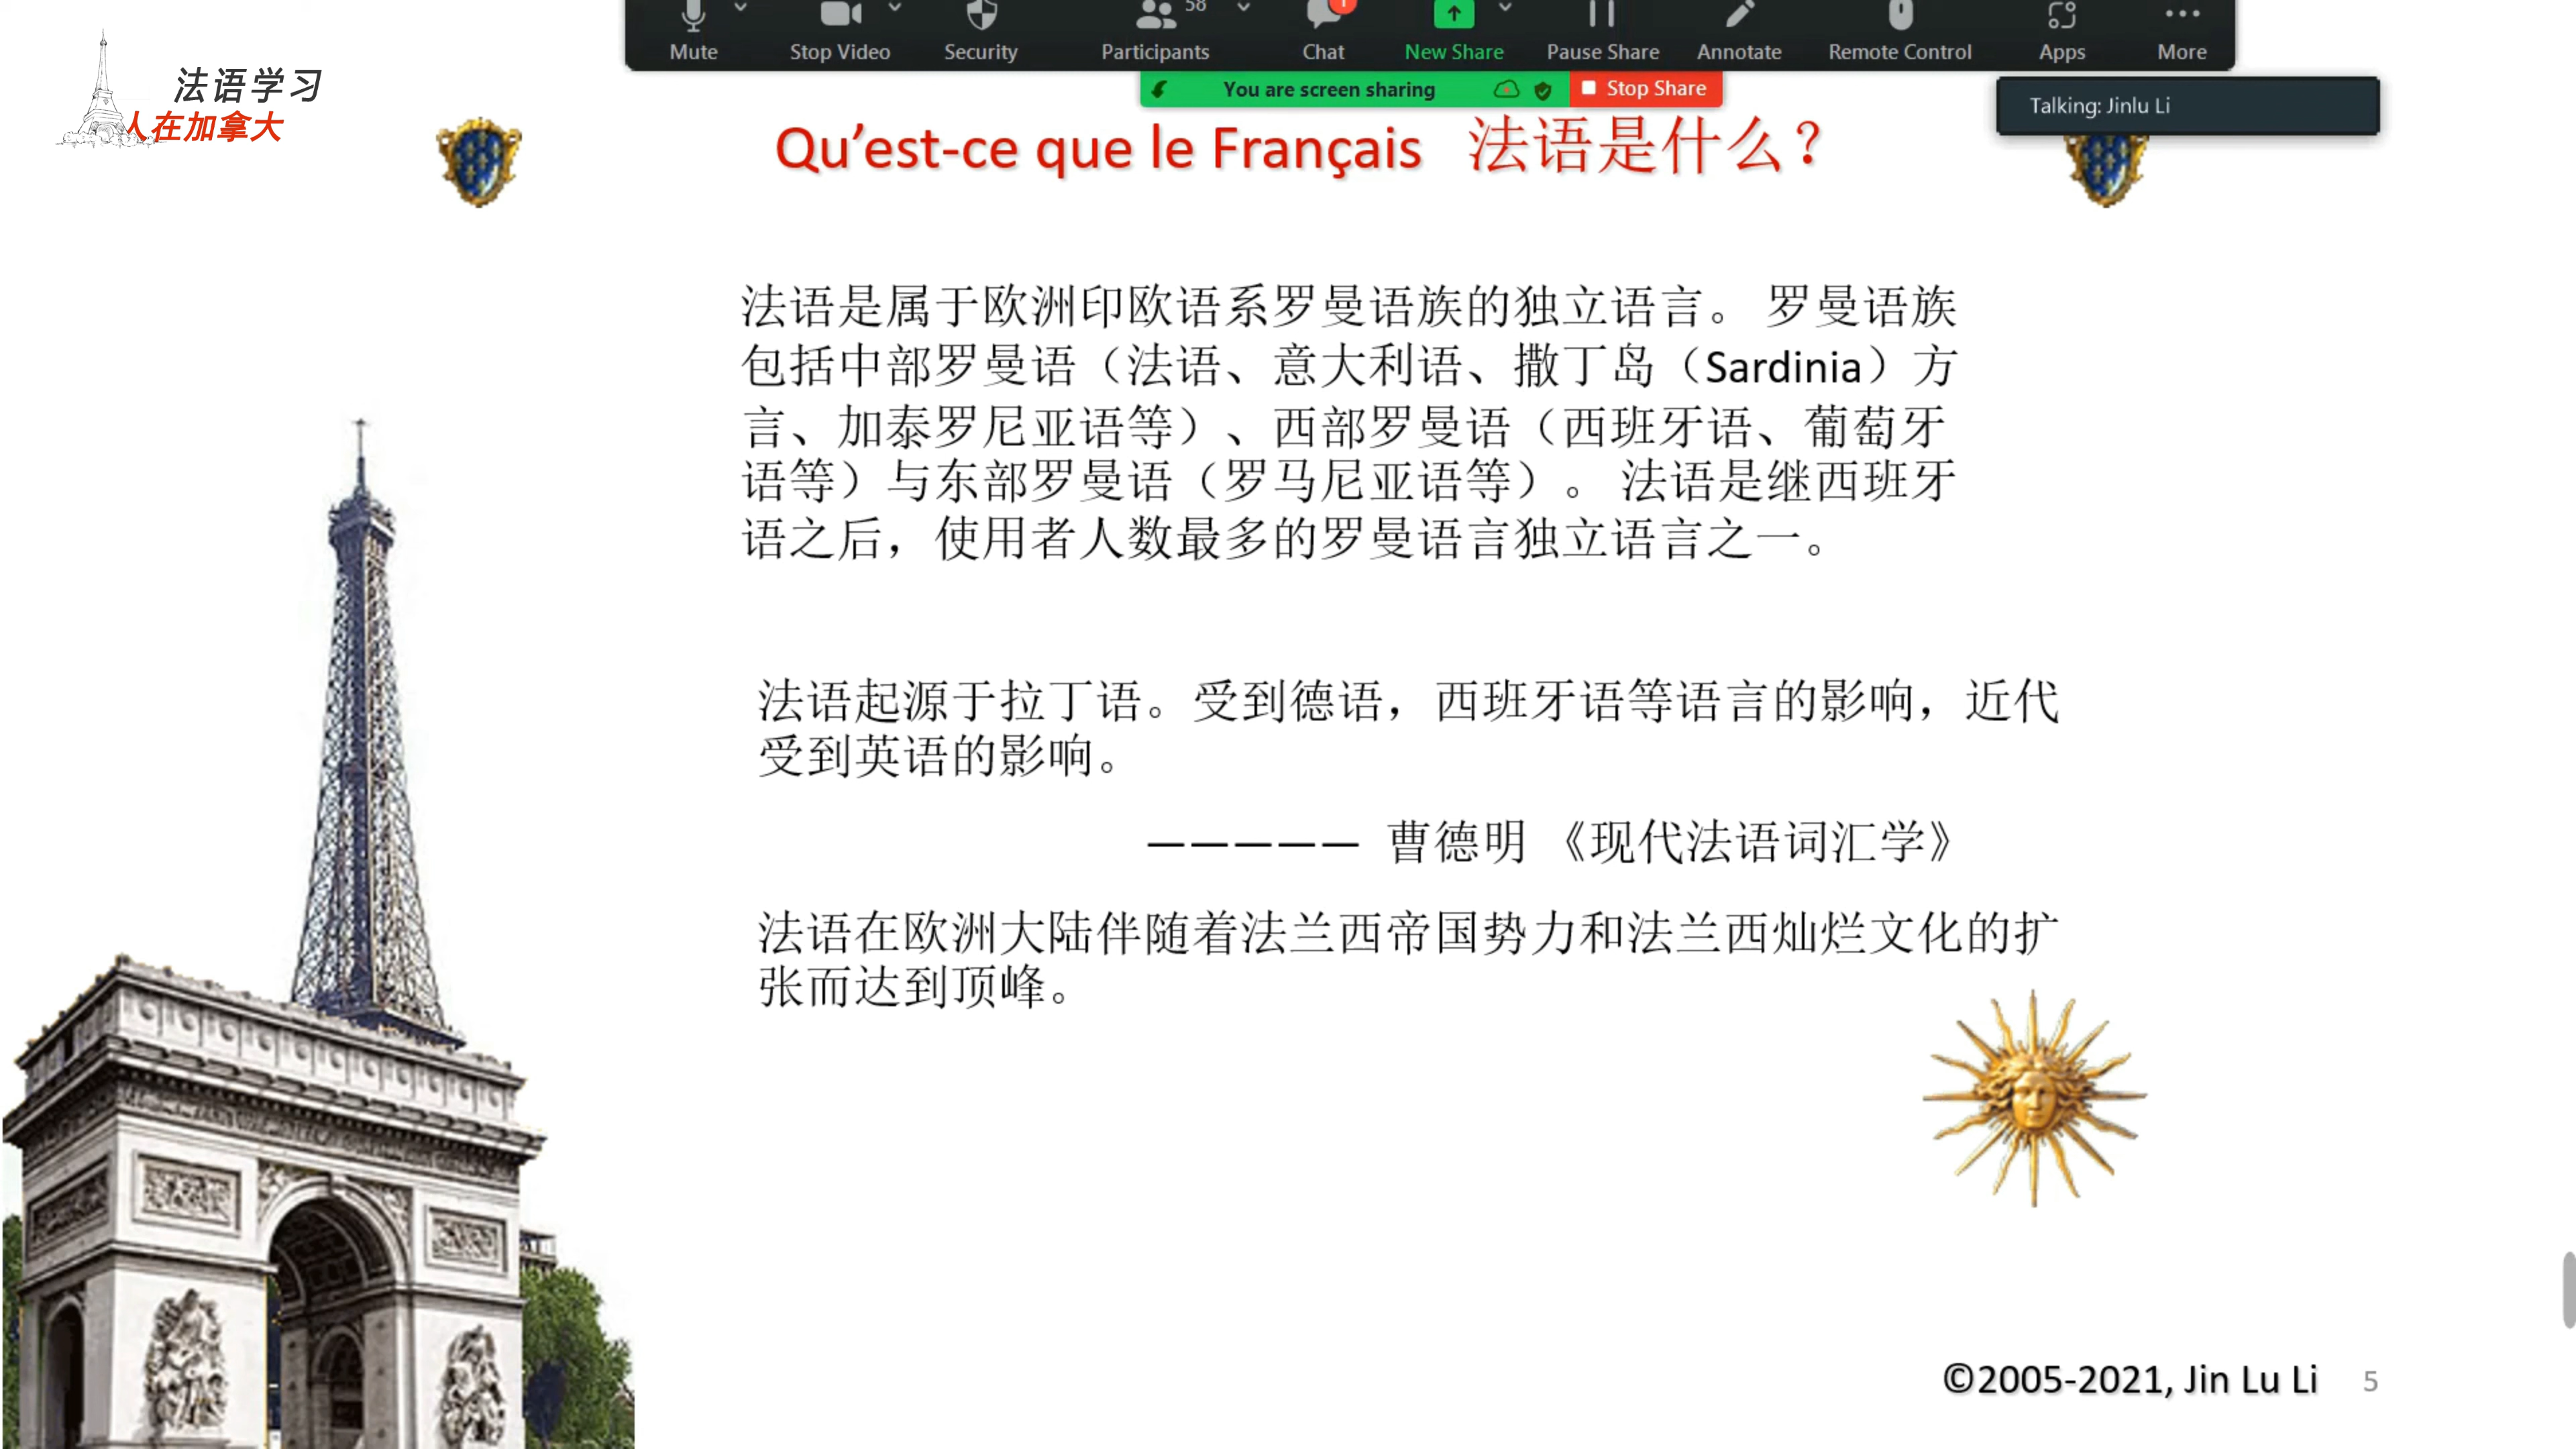 58
1
Mute
Stop Video
Security
Participants
Chat
New Share
Pause Share
Annotate
Remote Control
Apps
More
You are screen sharing
Stop Share
Talking: Jinlu Li
法语学习
人在加拿大
Qu’est-ce que le Français 法语是什么？
法语是属于欧洲印欧语系罗曼语族的独立语言。 罗曼语族
包括中部罗曼语（法语、意大利语、撒丁岛（Sardinia）方
言、加泰罗尼亚语等）、西部罗曼语（西班牙语、葡萄牙
语等）与东部罗曼语（罗马尼亚语等）。 法语是继西班牙
语之后，使用者人数最多的罗曼语言独立语言之一。
法语起源于拉丁语。受到德语，西班牙语等语言的影响，近代
受到英语的影响。
————— 曹德明 《现代法语词汇学》
法语在欧洲大陆伴随着法兰西帝国势力和法兰西灿烂文化的扩
张而达到顶峰。
©2005-2021, Jin Lu Li
5